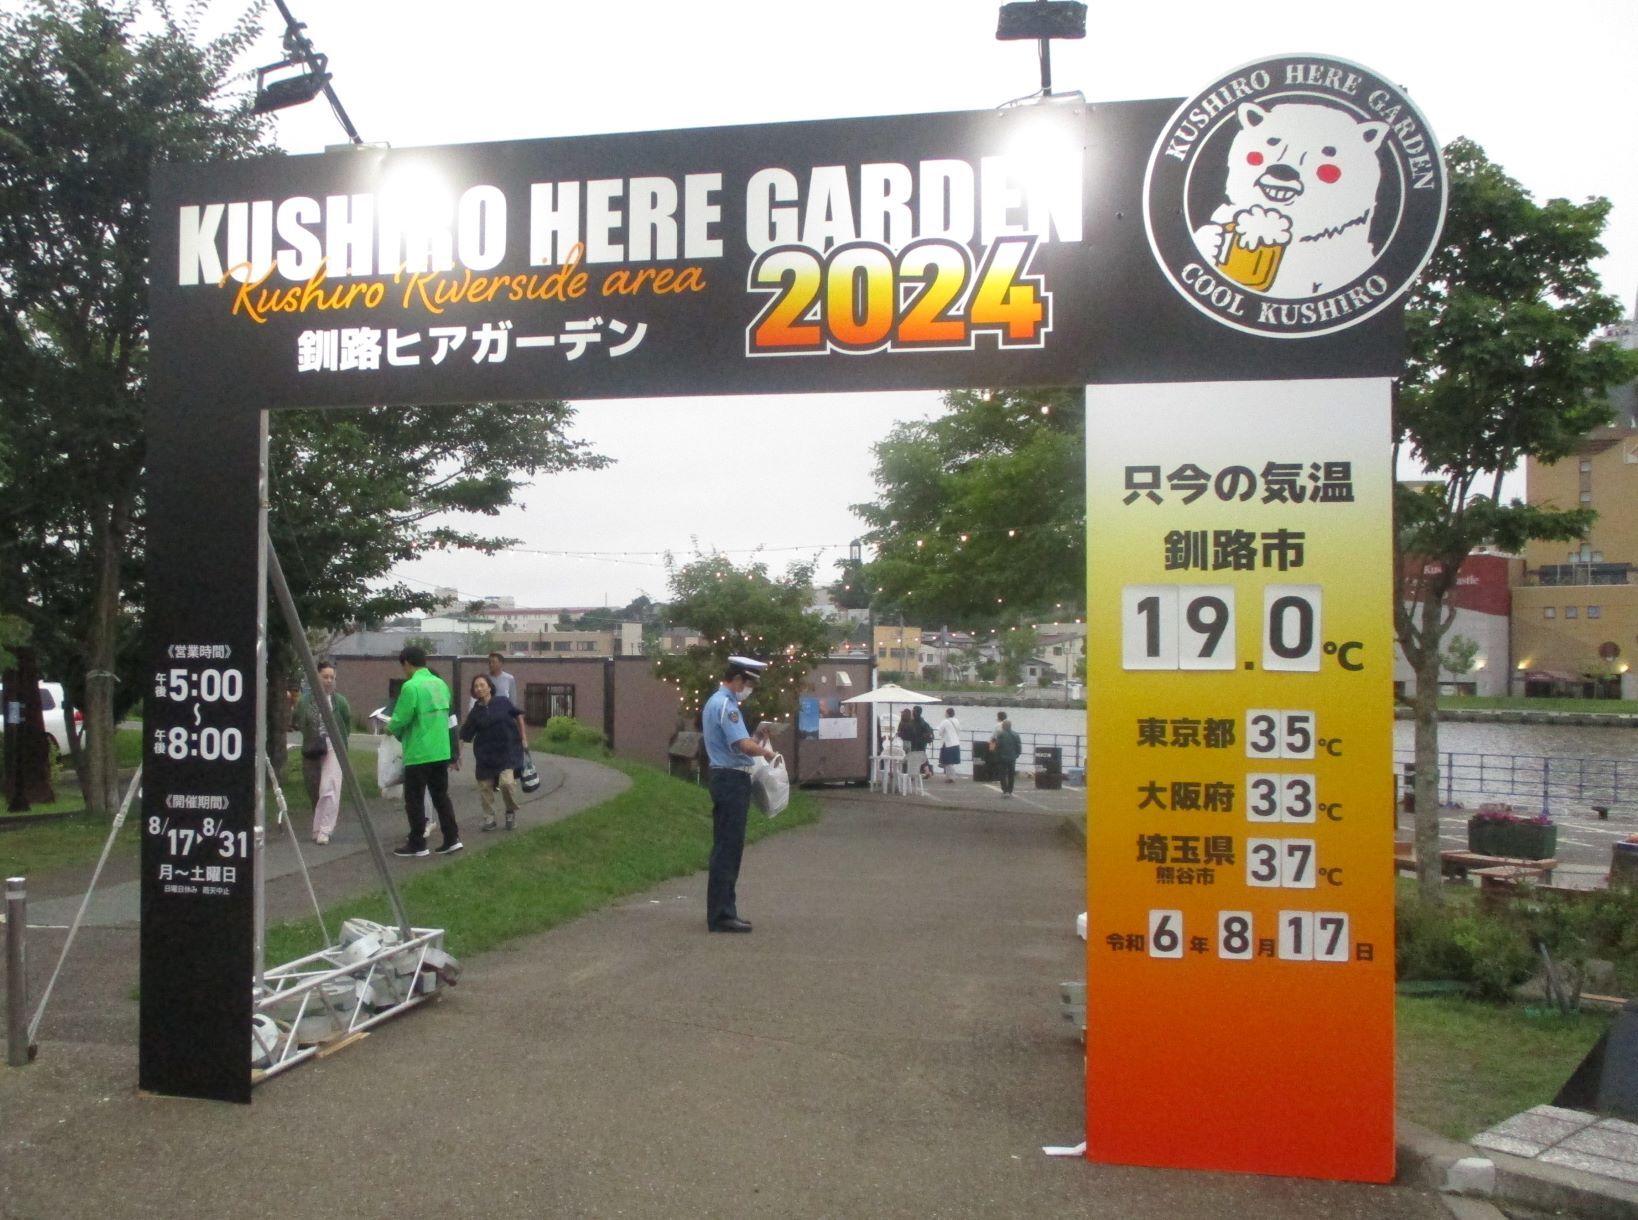 KUSHIRO HERE GARDEN
Kushiro Riverside area
釧路ヒアガーデン
2024
KUSHIRO HERE GARDEN
COOL KUSHIRO
《営業時間》
午後5:00
〜
午後8:00
《開催期間》
8/17▶8/31
月〜土曜日
日曜日休み 雨天中止
只今の気温
釧路市
19.0℃
東京都 35℃
大阪府 33℃
埼玉県 37℃
熊谷市
令和6年8月17日